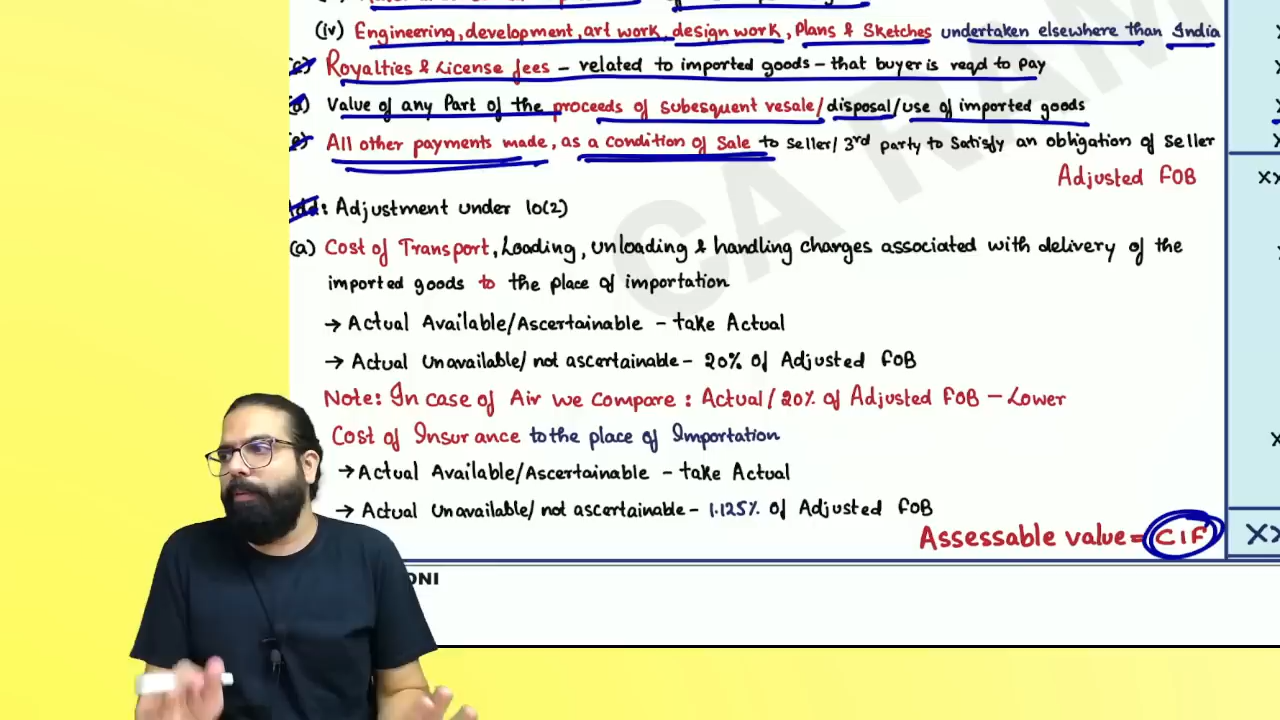 (iv) Engineering, development, art work, design work, Plans & Sketches undertaken elsewhere than India
(c) Royalties & License fees - related to imported goods - that buyer is reqd to pay
(d) Value of any Part of the proceeds of subesquent resale/disposal/use of imported goods
(e) All other payments made, as a condition of Sale to seller/3rd party to satisfy an obligation of seller
Adjusted FOB
XX
Add: Adjustment under 10(2)
(a) Cost of Transport, Loading, unloading & handling charges associated with delivery of the
imported goods to the place of importation
→ Actual Available/Ascertainable - take Actual
→ Actual Unavailable/not ascertainable - 20% of Adjusted FOB
Note: In case of Air we Compare : Actual/20% of Adjusted FOB - Lower
Cost of Insurance to the place of Importation
→ Actual Available/Ascertainable - take Actual
→ Actual Unavailable/not ascertainable - 1.125% of Adjusted FOB
Assessable value = CIF
XX
ONI
CA RAM